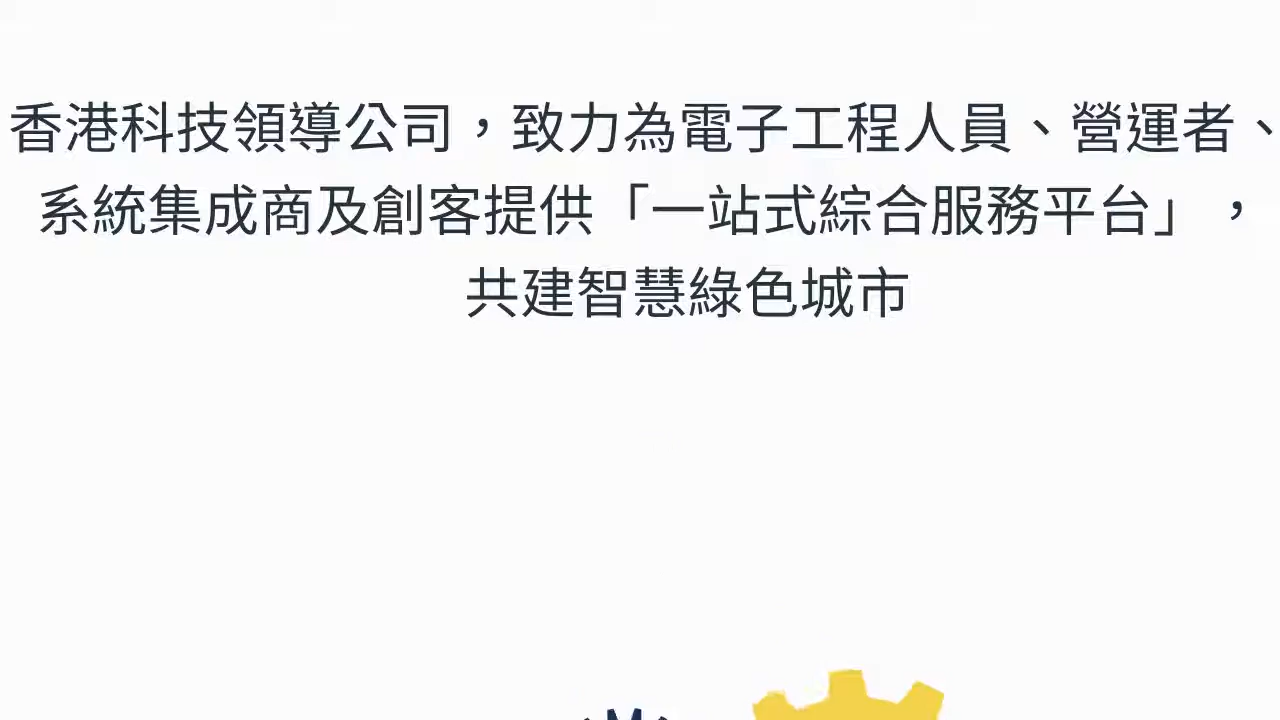 香港科技領導公司，致力為電子工程人員、營運者、
系統集成商及創客提供「一站式綜合服務平台」，
共建智慧綠色城市